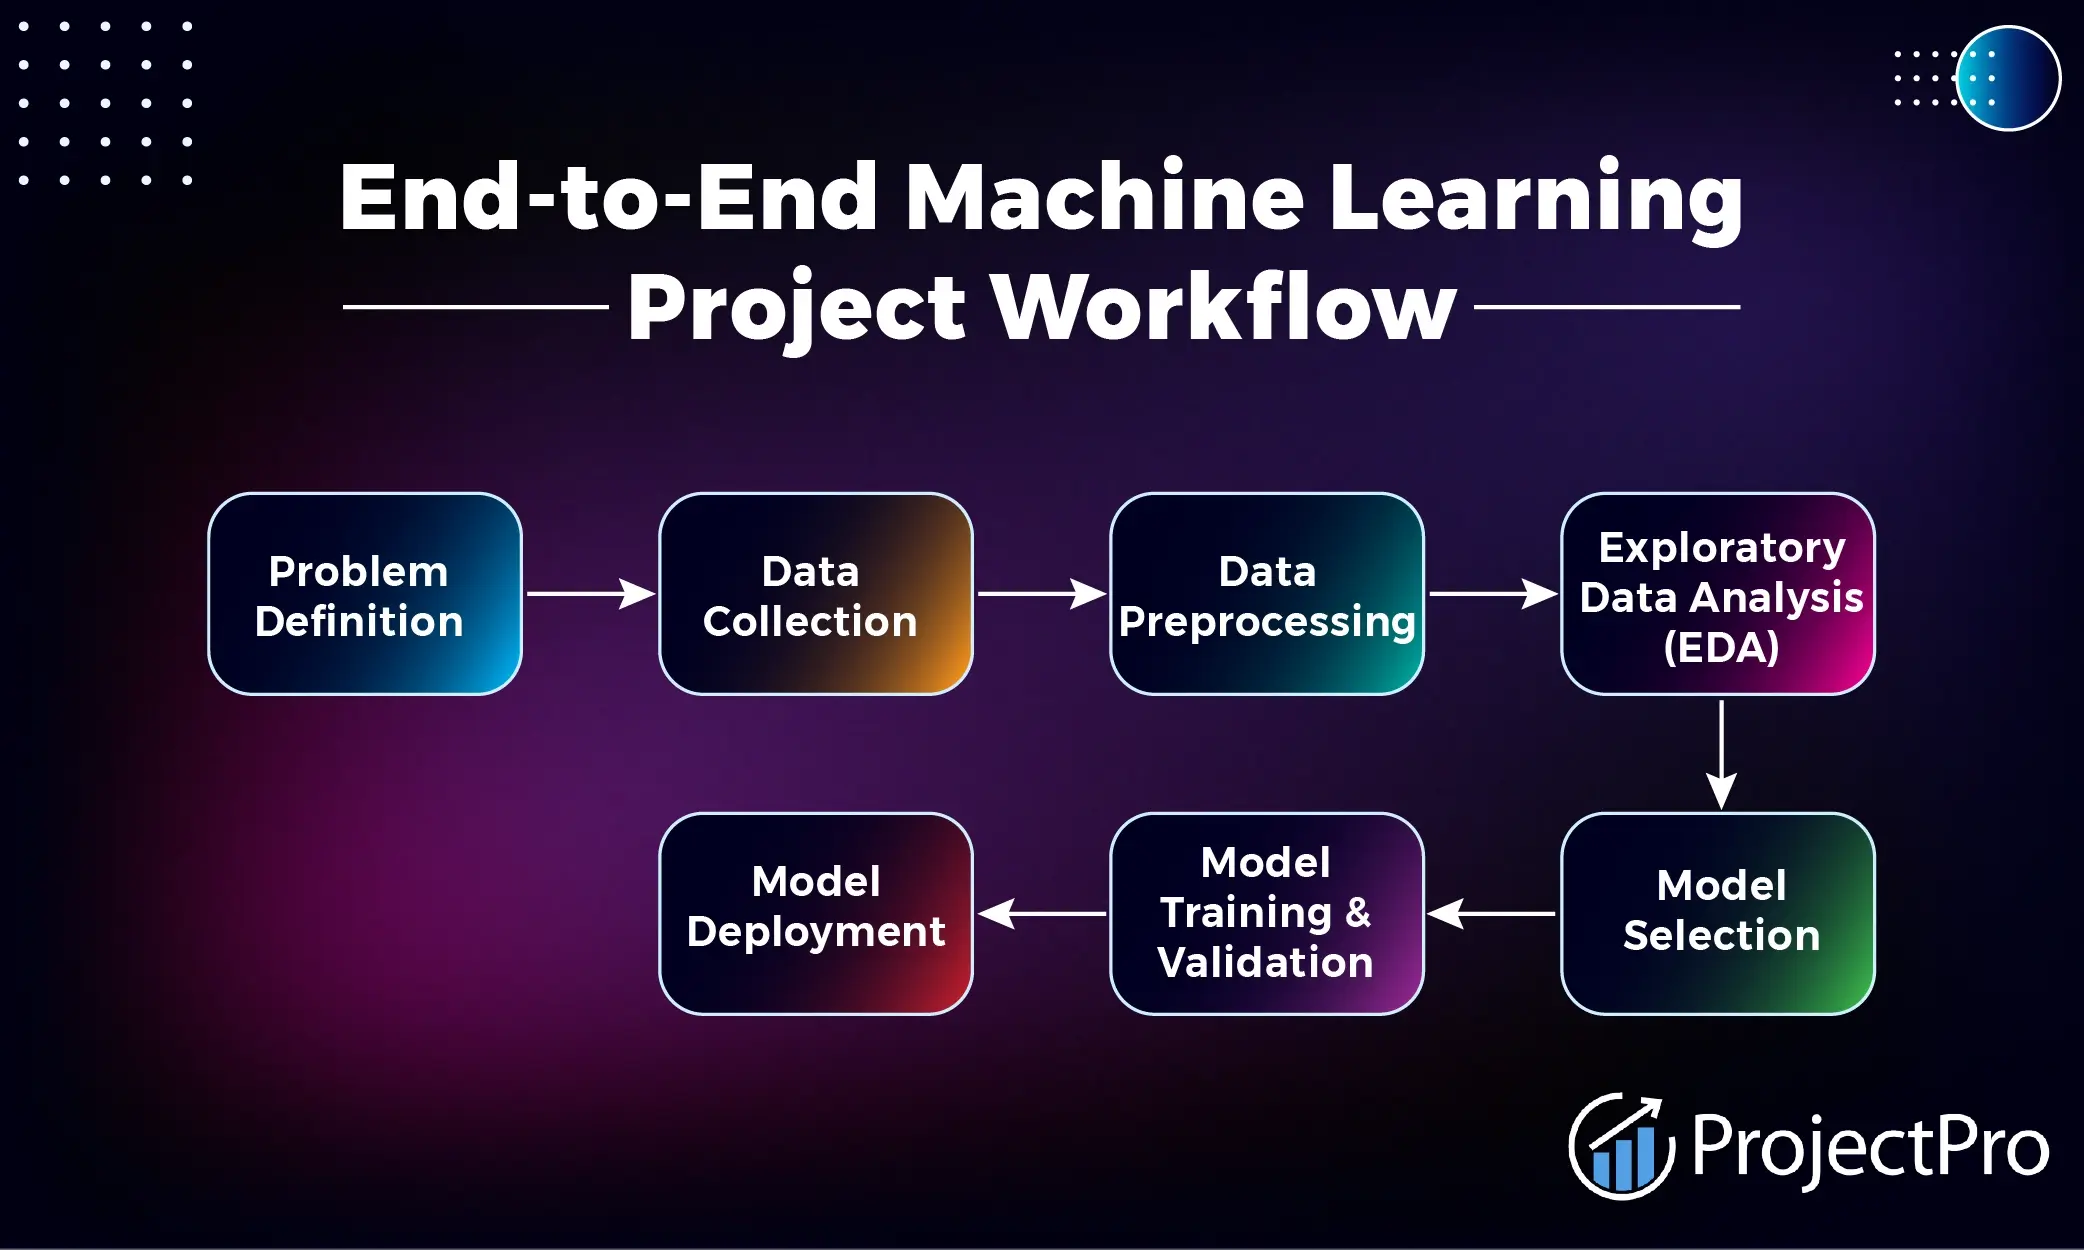 End-to-End Machine Learning
Project Workflow
Problem
Definition
Data
Collection
Data
Preprocessing
Exploratory
Data Analysis
(EDA)
Model
Deployment
Model
Training &
Validation
Model
Selection
ProjectPro